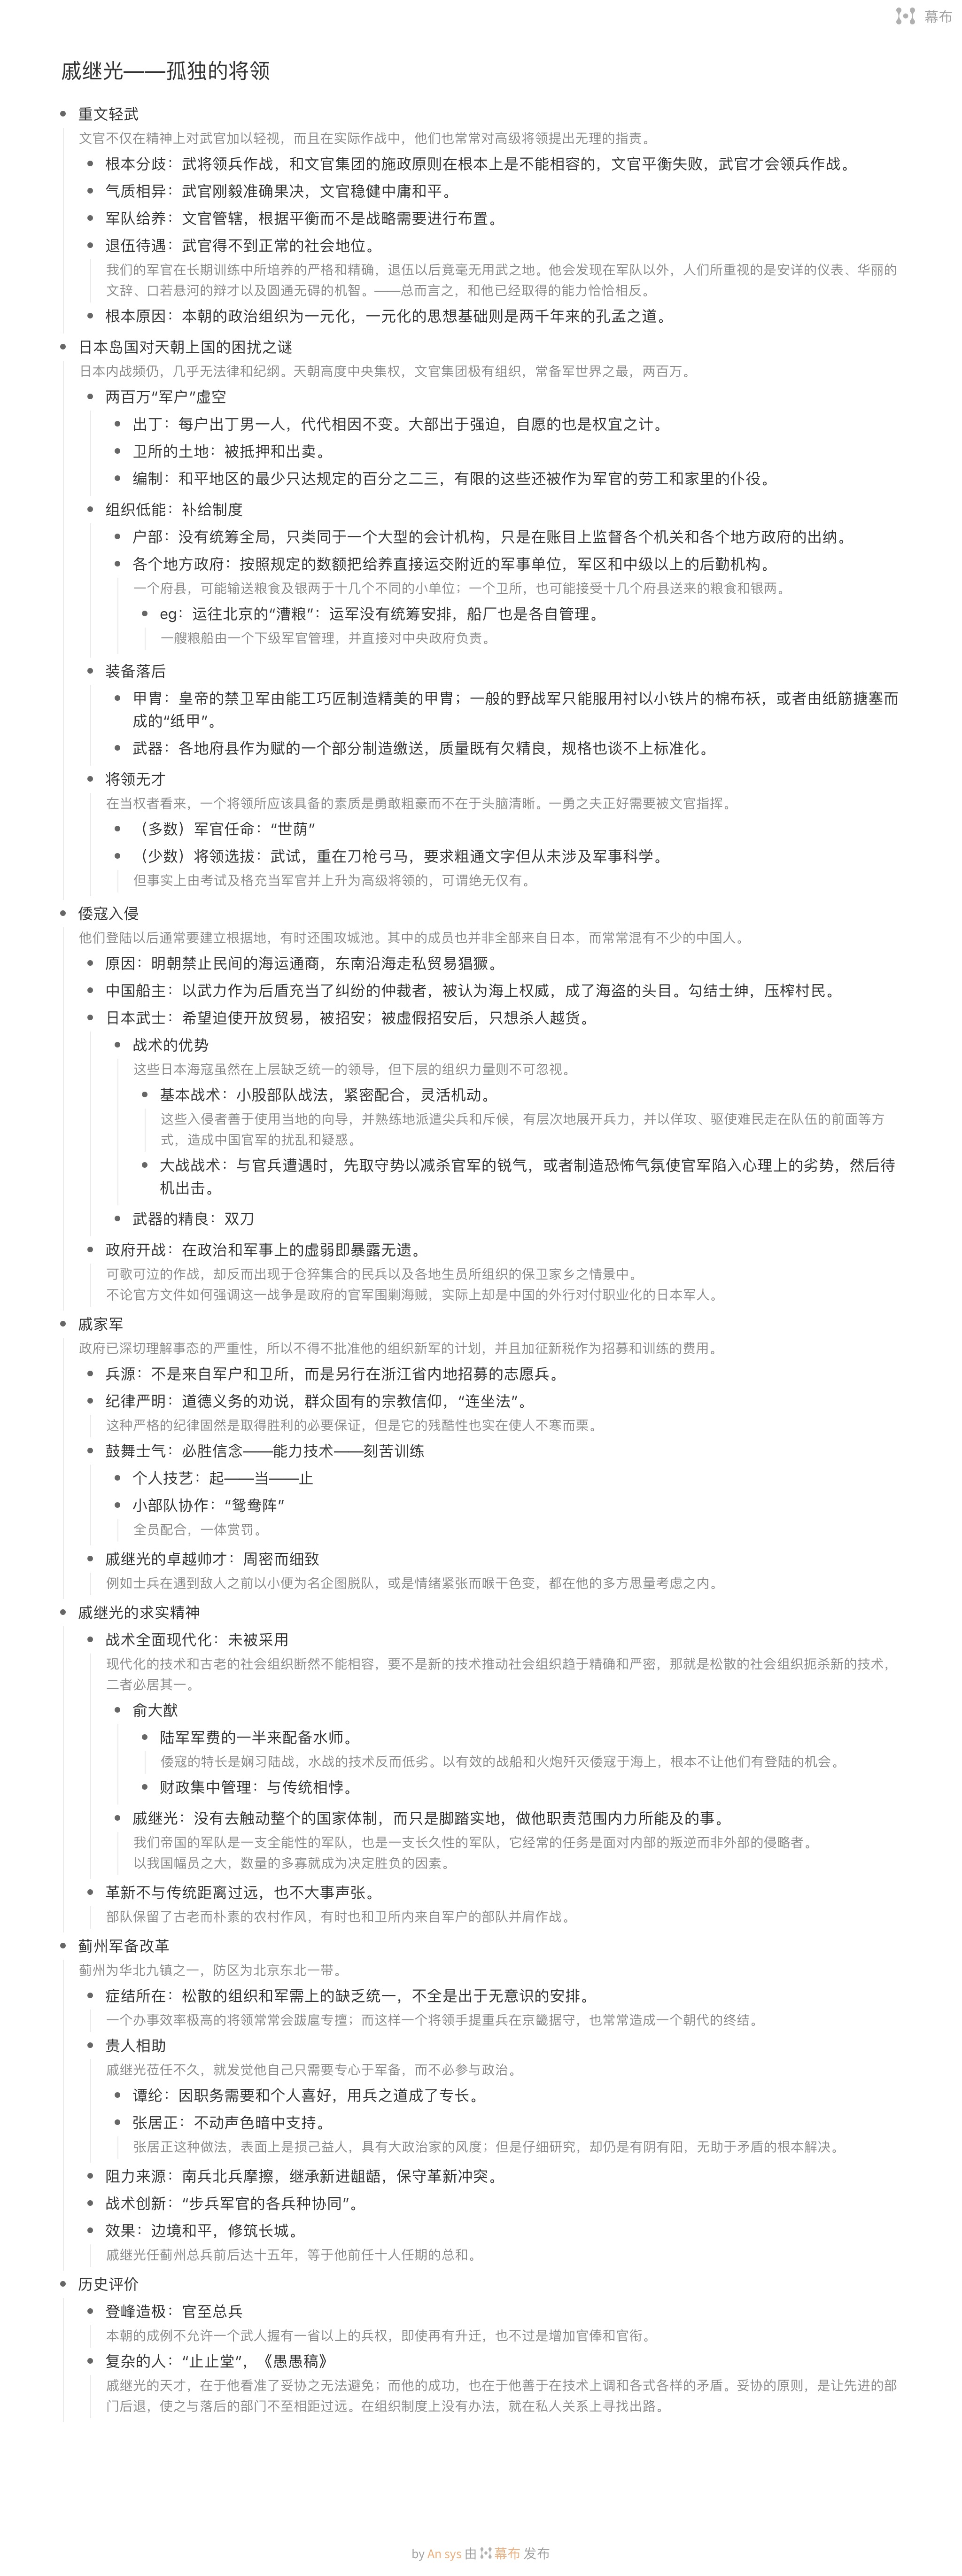 幕布
戚继光——孤独的将领
重文轻武
文官不仅在精神上对武官加以轻视，而且在实际作战中，他们也常常对高级将领提出无理的指责。
根本分歧：武将领兵作战，和文官集团的施政原则在根本上是不能相容的，文官平衡失败，武官才会领兵作战。
气质相异：武官刚毅准确果决，文官稳健中庸和平。
军队给养：文官管辖，根据平衡而不是战略需要进行布置。
退伍待遇：武官得不到正常的社会地位。
我们的军官在长期训练中所培养的严格和精确，退伍以后竟毫无用武之地。他会发现在军队以外，人们所重视的是安详的仪表、华丽的
文辞、口若悬河的辩才以及圆通无碍的机智。——总而言之，和他已经取得的能力恰恰相反。
根本原因：本朝的政治组织为一元化，一元化的思想基础则是两千年来的孔孟之道。
日本岛国对天朝上国的困扰之谜
日本内战频仍，几乎无法律和纪纲。天朝高度中央集权，文官集团极有组织，常备军世界之最，两百万。
两百万“军户”虚空
出丁：每户出丁男一人，代代相因不变。大部出于强迫，自愿的也是权宜之计。
卫所的土地：被抵押和出卖。
编制：和平地区的最少只达规定的百分之二三，有限的这些还被作为军官的劳工和家里的仆役。
组织低能：补给制度
户部：没有统筹全局，只类同于一个大型的会计机构，只是在账目上监督各个机关和各个地方政府的出纳。
各个地方政府：按照规定的数额把给养直接运交附近的军事单位，军区和中级以上的后勤机构。
一个府县，可能输送粮食及银两于十几个不同的小单位；一个卫所，也可能接受十几个府县送来的粮食和银两。
eg：运往北京的“漕粮”：运军没有统筹安排，船厂也是各自管理。
一艘粮船由一个下级军官管理，并直接对中央政府负责。
装备落后
甲胄：皇帝的禁卫军由能工巧匠制造精美的甲胄；一般的野战军只能服用衬以小铁片的棉布袄，或者由纸筋搪塞而
成的“纸甲”。
武器：各地府县作为赋的一个部分制造缴送，质量既有欠精良，规格也谈不上标准化。
将领无才
在当权者看来，一个将领所应该具备的素质是勇敢粗豪而不在于头脑清晰。一勇之夫正好需要被文官指挥。
（多数）军官任命：“世荫”
（少数）将领选拔：武试，重在刀枪弓马，要求粗通文字但从未涉及军事科学。
但事实上由考试及格充当军官并上升为高级将领的，可谓绝无仅有。
倭寇入侵
他们登陆以后通常要建立根据地，有时还围攻城池。其中的成员也并非全部来自日本，而常常混有不少的中国人。
原因：明朝禁止民间的海运通商，东南沿海走私贸易猖獗。
中国船主：以武力作为后盾充当了纠纷的仲裁者，被认为海上权威，成了海盗的头目。勾结士绅，压榨村民。
日本武士：希望迫使开放贸易，被招安；被虚假招安后，只想杀人越货。
战术的优势
这些日本海寇虽然在上层缺乏统一的领导，但下层的组织力量则不可忽视。
基本战术：小股部队战法，紧密配合，灵活机动。
这些入侵者善于使用当地的向导，并熟练地派遣尖兵和斥候，有层次地展开兵力，并以佯攻、驱使难民走在队伍的前面等方
式，造成中国官军的扰乱和疑惑。
大战战术：与官兵遭遇时，先取守势以减杀官军的锐气，或者制造恐怖气氛使官军陷入心理上的劣势，然后待
机出击。
武器的精良：双刀
政府开战：在政治和军事上的虚弱即暴露无遗。
可歌可泣的作战，却反而出现于仓猝集合的民兵以及各地生员所组织的保卫家乡之情景中。
不论官方文件如何强调这一战争是政府的官军围剿海贼，实际上却是中国的外行对付职业化的日本军人。
戚家军
政府已深切理解事态的严重性，所以不得不批准他的组织新军的计划，并且加征新税作为招募和训练的费用。
兵源：不是来自军户和卫所，而是另行在浙江省内地招募的志愿兵。
纪律严明：道德义务的劝说，群众固有的宗教信仰，“连坐法”。
这种严格的纪律固然是取得胜利的必要保证，但是它的残酷性也实在使人不寒而栗。
鼓舞士气：必胜信念——能力技术——刻苦训练
个人技艺：起——当——止
小部队协作：“鸳鸯阵”
全员配合，一体赏罚。
戚继光的卓越帅才：周密而细致
例如士兵在遇到敌人之前以小便为名企图脱队，或是情绪紧张而喉干色变，都在他的多方思量考虑之内。
戚继光的求实精神
战术全面现代化：未被采用
现代化的技术和古老的社会组织断然不能相容，要不是新的技术推动社会组织趋于精确和严密，那就是松散的社会组织扼杀新的技术，
二者必居其一。
俞大猷
陆军军费的一半来配备水师。
倭寇的特长是娴习陆战，水战的技术反而低劣。以有效的战船和火炮歼灭倭寇于海上，根本不让他们有登陆的机会。
财政集中管理：与传统相悖。
戚继光：没有去触动整个的国家体制，而只是脚踏实地，做他职责范围内力所能及的事。
我们帝国的军队是一支全能性的军队，也是一支长久性的军队，它经常的任务是面对内部的叛逆而非外部的侵略者。
以我国幅员之大，数量的多寡就成为决定胜负的因素。
革新不与传统距离过远，也不大事声张。
部队保留了古老而朴素的农村作风，有时也和卫所内来自军户的部队并肩作战。
蓟州军备改革
蓟州为华北九镇之一，防区为北京东北一带。
症结所在：松散的组织和军需上的缺乏统一，不全是出于无意识的安排。
一个办事效率极高的将领常常会跋扈专擅；而这样一个将领手提重兵在京畿据守，也常常造成一个朝代的终结。
贵人相助
戚继光莅任不久，就发觉他自己只需要专心于军备，而不必参与政治。
谭纶：因职务需要和个人喜好，用兵之道成了专长。
张居正：不动声色暗中支持。
张居正这种做法，表面上是损己益人，具有大政治家的风度；但是仔细研究，却仍是有阴有阳，无助于矛盾的根本解决。
阻力来源：南兵北兵摩擦，继承新进龃龉，保守革新冲突。
战术创新：“步兵军官的各兵种协同”。
效果：边境和平，修筑长城。
戚继光任蓟州总兵前后达十五年，等于他前任十人任期的总和。
历史评价
登峰造极：官至总兵
本朝的成例不允许一个武人握有一省以上的兵权，即使再有升迁，也不过是增加官俸和官衔。
复杂的人：“止止堂”，《愚愚稿》
戚继光的天才，在于他看准了妥协之无法避免；而他的成功，也在于他善于在技术上调和各式各样的矛盾。妥协的原则，是让先进的部
门后退，使之与落后的部门不至相距过远。在组织制度上没有办法，就在私人关系上寻找出路。
by An sys 由 幕布 发布